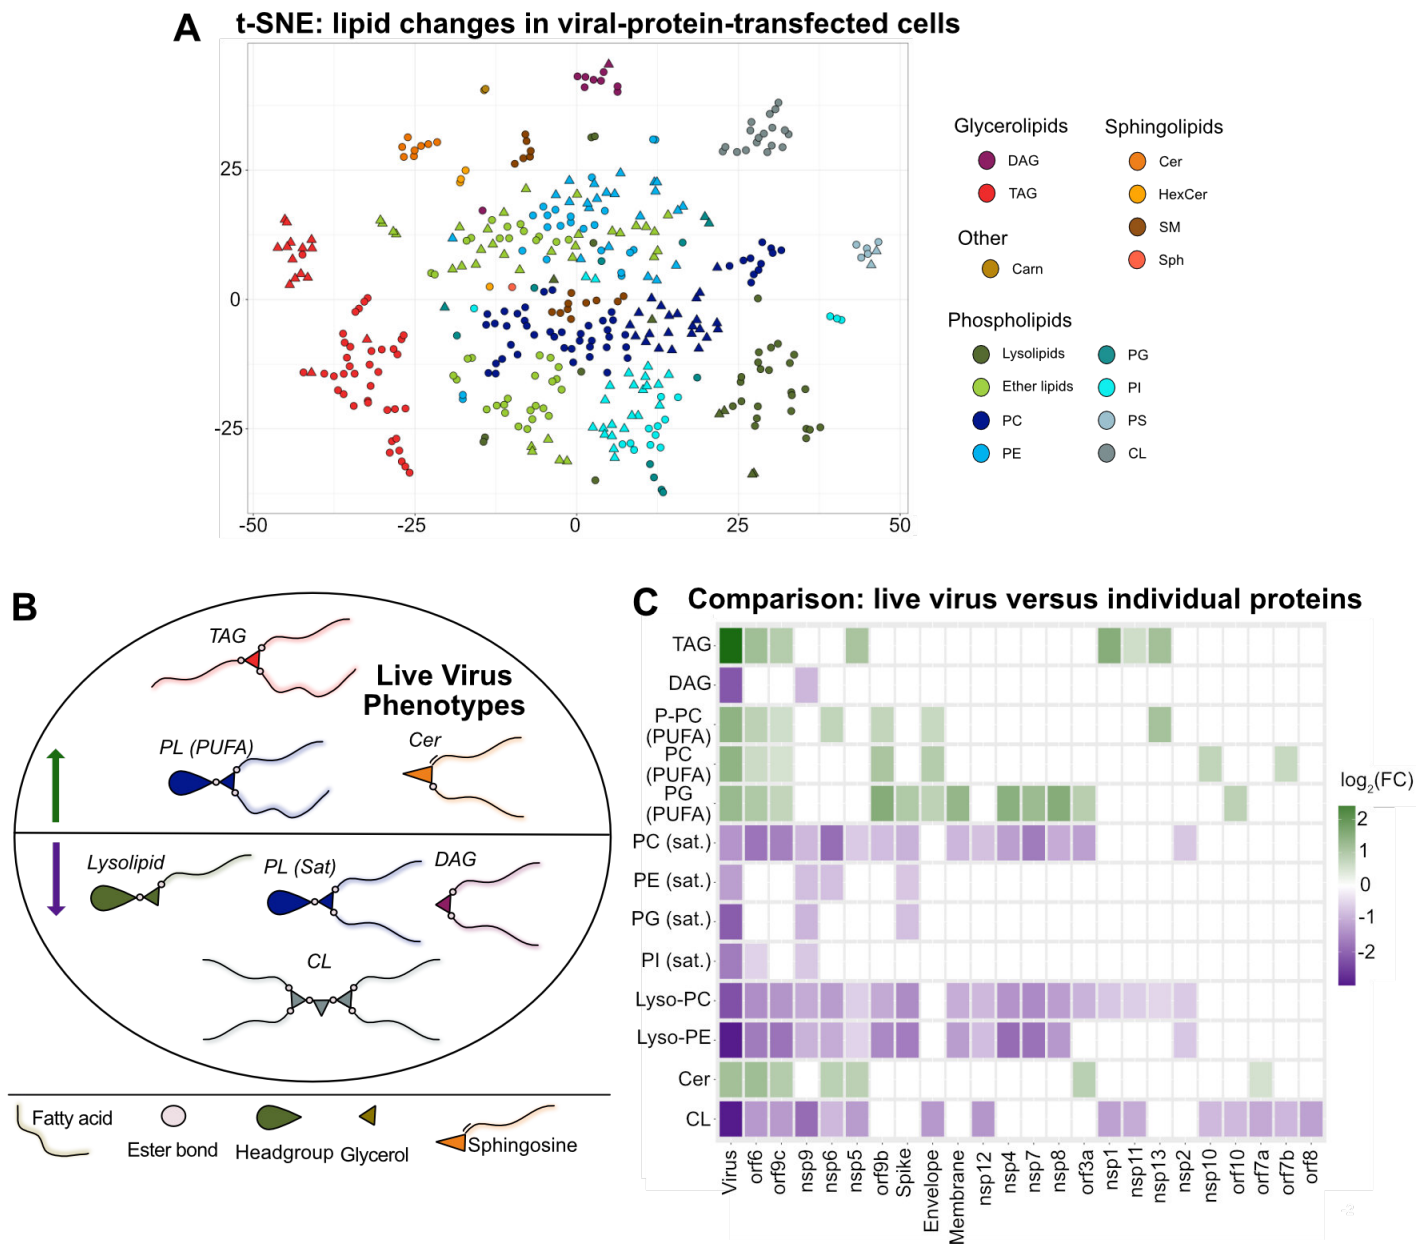 A t-SNE: lipid changes in viral-protein-transfected cells
25
0
-25
-50 -25 0 25 50
Glycerolipids
DAG
TAG
Other
Carn
Sphingolipids
Cer
HexCer
SM
Sph
Phospholipids
Lysolipids
Ether lipids
PC
PE
PG
PI
PS
CL
B
TAG
Live Virus
Phenotypes
PL (PUFA)
Cer
Lysolipid
PL (Sat)
DAG
CL
Fatty acid
Ester bond
Headgroup
Glycerol
Sphingosine
C Comparison: live virus versus individual proteins
TAG
DAG
P-PC
(PUFA)
PC
(PUFA)
PG
(PUFA)
PC (sat.)
PE (sat.)
PG (sat.)
PI (sat.)
Lyso-PC
Lyso-PE
Cer
CL
Virus
orf6
orf9c
nsp9
nsp6
nsp5
orf9b
Spike
Envelope
Membrane
nsp12
nsp4
nsp7
nsp8
orf3a
nsp1
nsp11
nsp13
nsp2
nsp10
orf10
orf7a
orf7b
orf8
log2(FC)
2
1
0
-1
-2